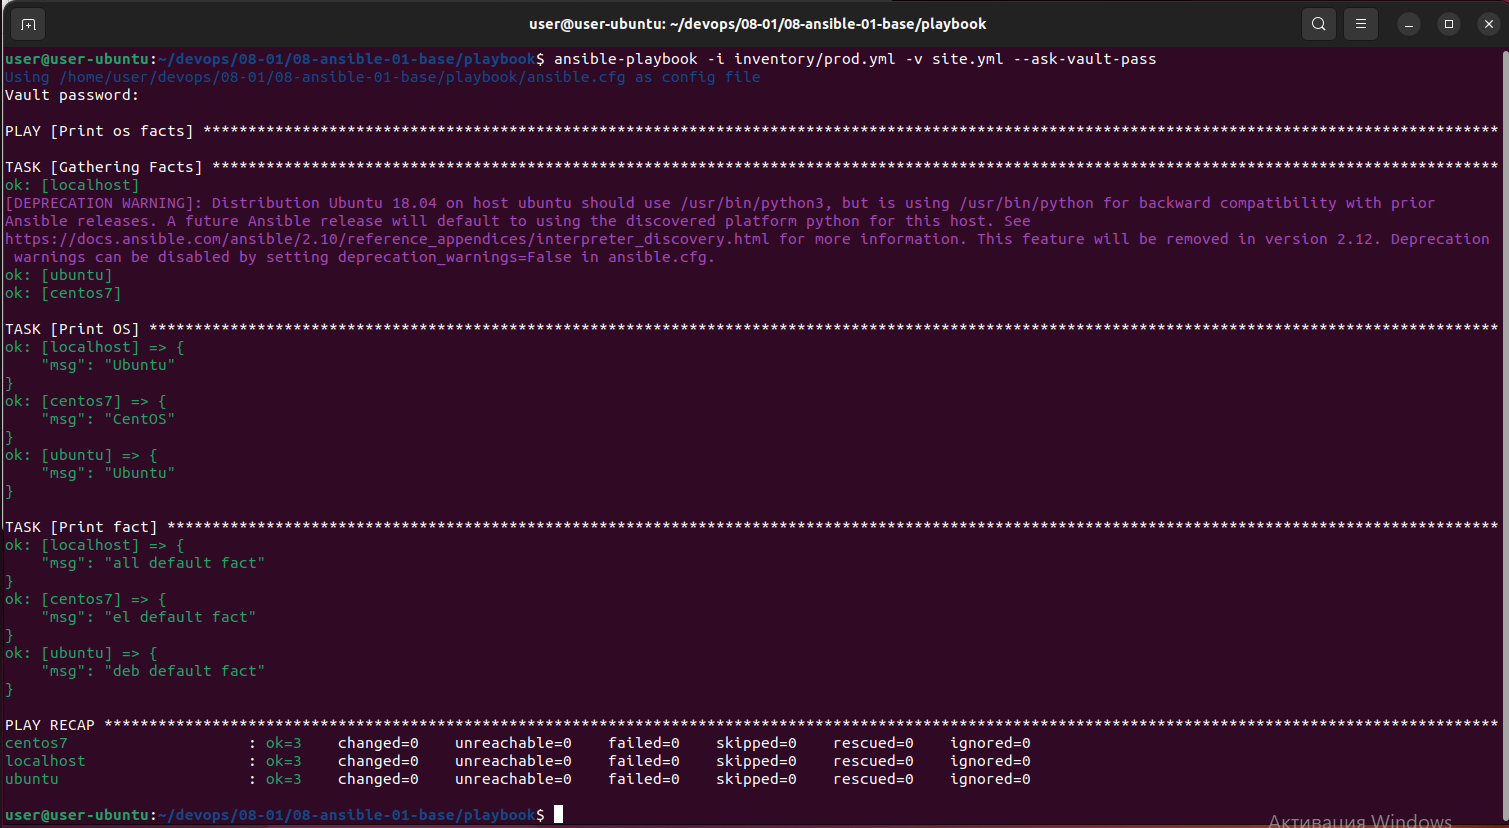 user@user-ubuntu: ~/devops/08-01/08-ansible-01-base/playbook
user@user-ubuntu:~/devops/08-01/08-ansible-01-base/playbook$ ansible-playbook -i inventory/prod.yml -v site.yml --ask-vault-pass
Using /home/user/devops/08-01/08-ansible-01-base/playbook/ansible.cfg as config file
Vault password:
PLAY [Print os facts] ************************************************************************************************************************************************
TASK [Gathering Facts] ***********************************************************************************************************************************************
ok: [localhost]
[DEPRECATION WARNING]: Distribution Ubuntu 18.04 on host ubuntu should use /usr/bin/python3, but is using /usr/bin/python for backward compatibility with prior
Ansible releases. A future Ansible release will default to using the discovered platform python for this host. See
https://docs.ansible.com/ansible/2.10/reference_appendices/interpreter_discovery.html for more information. This feature will be removed in version 2.12. Deprecation
 warnings can be disabled by setting deprecation_warnings=False in ansible.cfg.
ok: [ubuntu]
ok: [centos7]
TASK [Print OS] ******************************************************************************************************************************************************
ok: [localhost] => {
    "msg": "Ubuntu"
}
ok: [centos7] => {
    "msg": "CentOS"
}
ok: [ubuntu] => {
    "msg": "Ubuntu"
}
TASK [Print fact] ****************************************************************************************************************************************************
ok: [localhost] => {
    "msg": "all default fact"
}
ok: [centos7] => {
    "msg": "el default fact"
}
ok: [ubuntu] => {
    "msg": "deb default fact"
}
PLAY RECAP ***********************************************************************************************************************************************************
centos7                    : ok=3    changed=0    unreachable=0    failed=0    skipped=0    rescued=0    ignored=0
localhost                  : ok=3    changed=0    unreachable=0    failed=0    skipped=0    rescued=0    ignored=0
ubuntu                     : ok=3    changed=0    unreachable=0    failed=0    skipped=0    rescued=0    ignored=0
user@user-ubuntu:~/devops/08-01/08-ansible-01-base/playbook$
Активация Windows